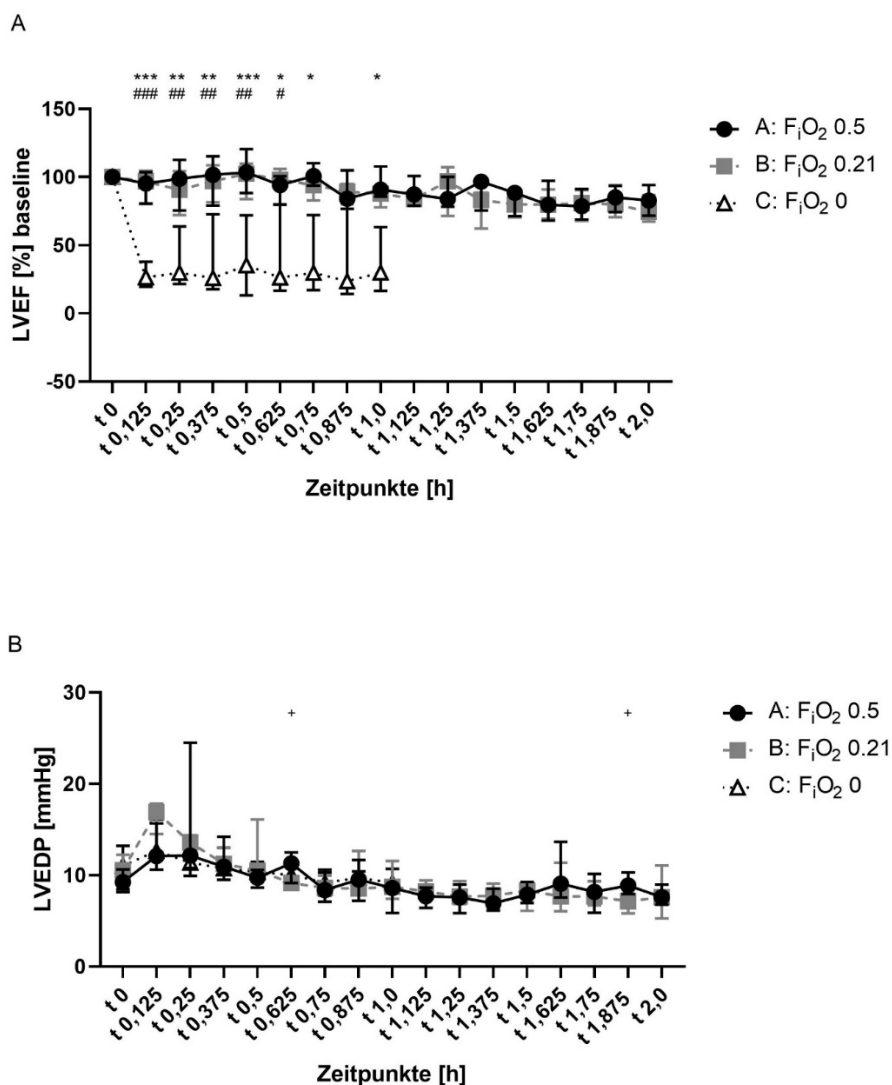 A
*** ** ** *** * * *
### ## ## ## #
LVEF [%] baseline
150
100
50
0
-50
t 0
t 0,125
t 0,25
t 0,375
t 0,5
t 0,625
t 0,75
t 0,875
t 1,0
t 1,125
t 1,25
t 1,375
t 1,5
t 1,625
t 1,75
t 1,875
t 2,0
Zeitpunkte [h]
A: FiO2 0.5
B: FiO2 0.21
C: FiO2 0
B
+ +
LVEDP [mmHg]
30
20
10
0
t 0
t 0,125
t 0,25
t 0,375
t 0,5
t 0,625
t 0,75
t 0,875
t 1,0
t 1,125
t 1,25
t 1,375
t 1,5
t 1,625
t 1,75
t 1,875
t 2,0
Zeitpunkte [h]
A: FiO2 0.5
B: FiO2 0.21
C: FiO2 0